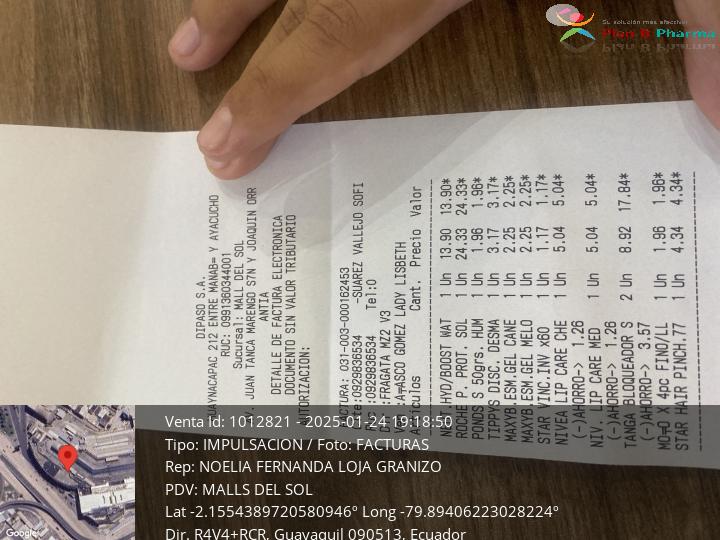 Su solución más efectiva!
Plan B Pharma
DIPASO S.A.
212 ENTRE MANAB= Y AYACUCHO
RUC: 0991360344001
Sucursal: MALL DEL SOL
JUAN TANCA MARENGO STN Y JOAQUIN ORR
ANTIA
DETALLE DE FACTURA ELECTRONICA
DOCUMENTO SIN VALOR TRIBUTARIO
FACTURA: 031-003-000162453
0929836534 -SUAREZ VALLEJO SOFI
0929836534 Tel:0
FRAGATA MZ2 V3
GOMEZ LADY LISBETH
Artículos Cant. Precio Valor
HYD/BOOST MAT 1 Un 13.90 13.90*
ROCHE P. PROT. SOL 1 Un 24.33 24.33*
PONDS S 50grs. HUM 1 Un 1.96 1.96*
TIPPYS DISC. DESMA 1 Un 3.17 3.17*
MAXYB.ESM.GEL CANE 1 Un 2.25 2.25*
MAXYB.ESM.GEL MELO 1 Un 2.25 2.25*
STAR VINC.INV X60 1 Un 1.17 1.17*
NIVEA LIP CARE CHE 1 Un 5.04 5.04*
(-)AHORRO-> 1.26
NIV. LIP CARE MED 1 Un 5.04 5.04*
(-)AHORRO-> 1.26
TANGA BLOQUEADOR S 2 Un 8.92 17.84*
(-)AHORRO-> 3.57
X 4pc FIND/LL 1 Un 1.96 1.96*
STAR HAIR PINCH.77 1 Un 4.34 4.34*
Venta Id: 1012821 - 2025-01-24 19:18:50
Tipo: IMPULSACION / Foto: FACTURAS
Rep: NOELIA FERNANDA LOJA GRANIZO
PDV: MALLS DEL SOL
Lat -2.1554389720580946° Long -79.89406223028224°
Dir. R4V4+RCR, Guayaquil 090513, Ecuador
Google